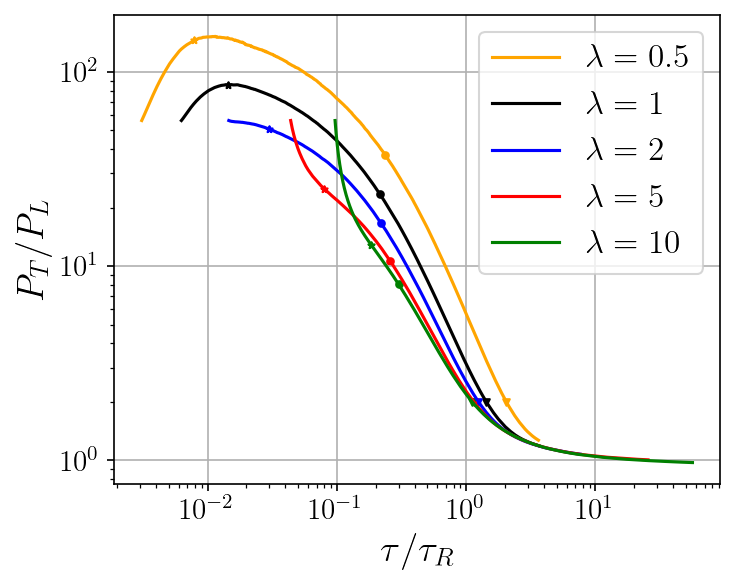 λ = 0.5
λ = 1
λ = 2
λ = 5
λ = 10
P_T/P_L
10^2
10^1
10^0
10^{-2}
10^{-1}
10^0
10^1
τ/τ_R